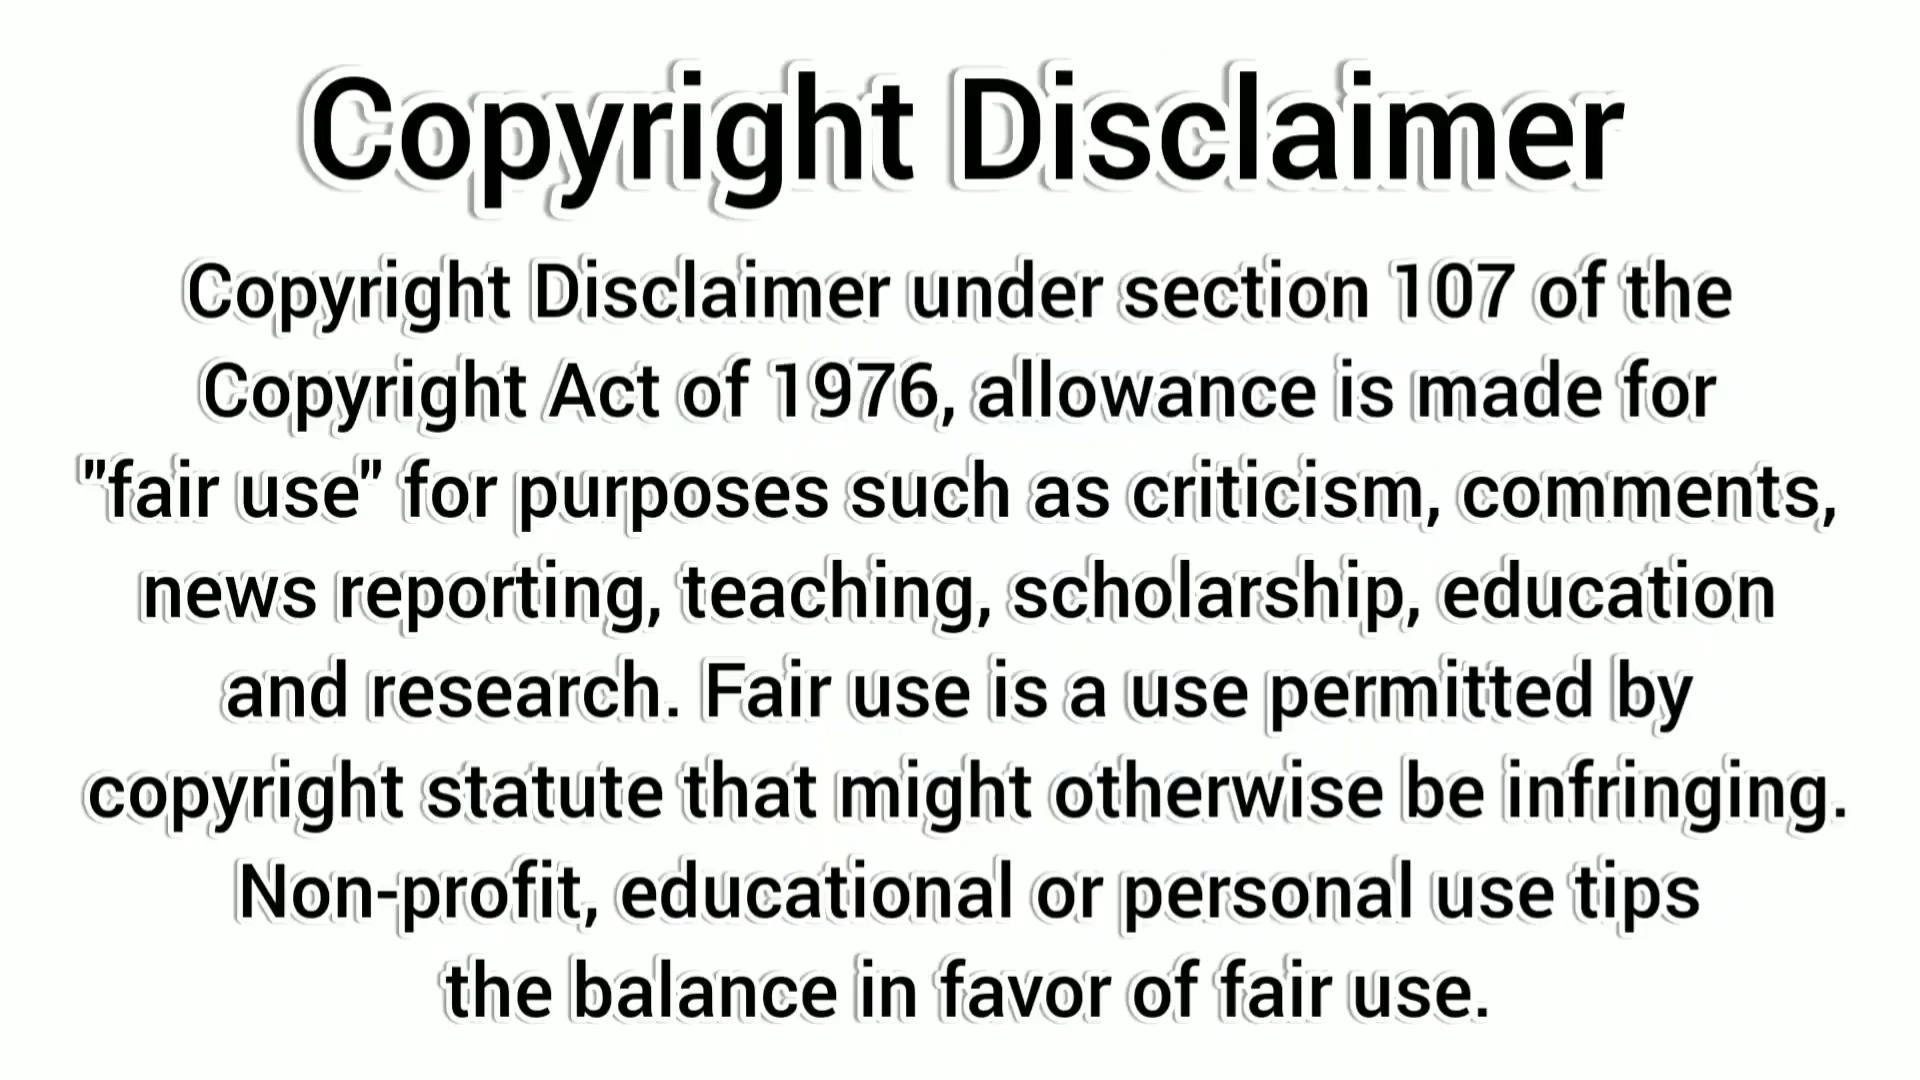 Copyright Disclaimer
Copyright Disclaimer under section 107 of the
Copyright Act of 1976, allowance is made for
"fair use" for purposes such as criticism, comments,
news reporting, teaching, scholarship, education
and research. Fair use is a use permitted by
copyright statute that might otherwise be infringing.
Non-profit, educational or personal use tips
the balance in favor of fair use.